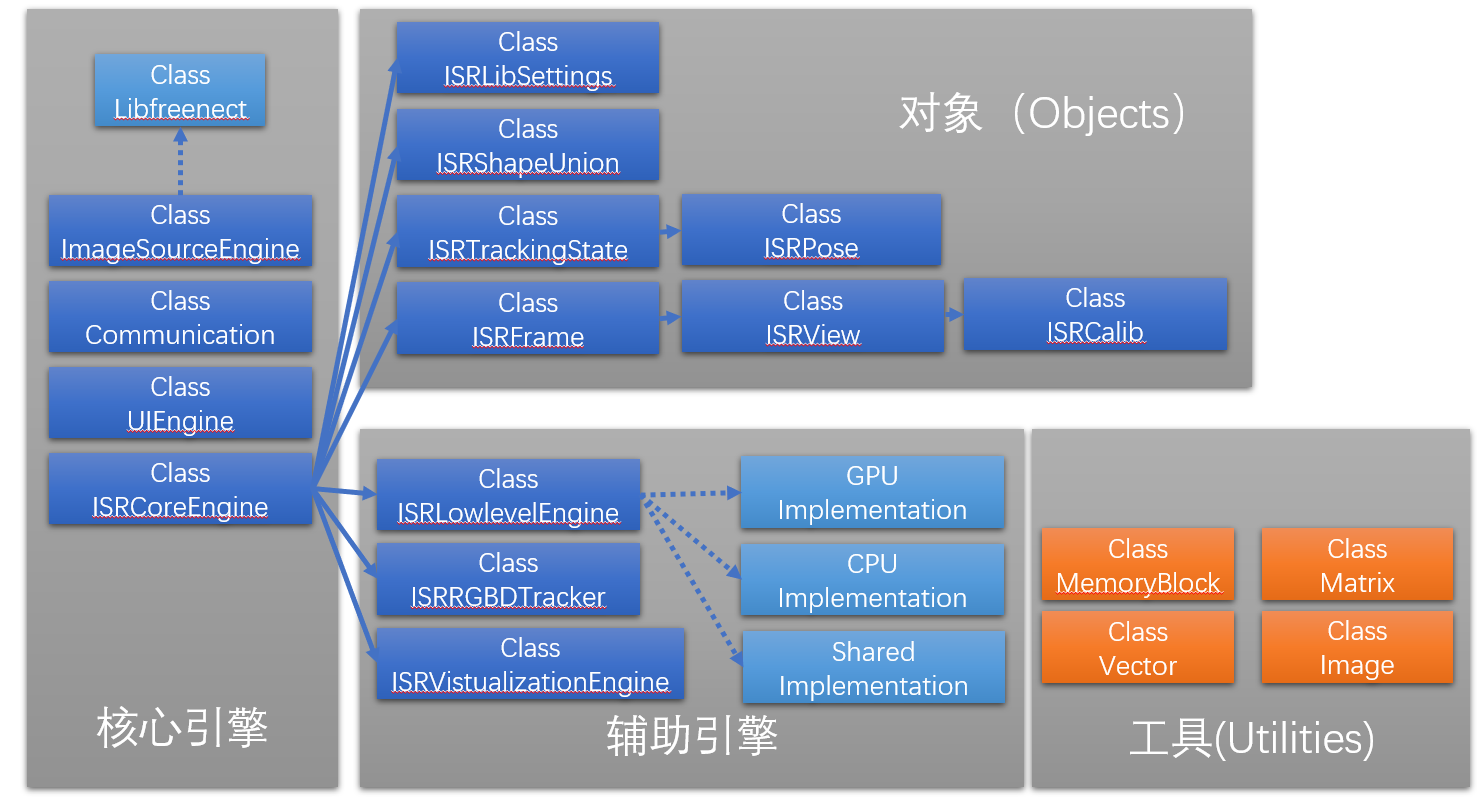 Class
Libfreenect
Class
ImageSourceEngine
Class
Communication
Class
UIEngine
Class
ISRCoreEngine
核心引擎
Class
ISRLibSettings
Class
ISRShapeUnion
Class
ISRTrackingState
Class
ISRPose
Class
ISRFrame
Class
ISRView
Class
ISRCalib
对象（Objects）
Class
ISRLowlevelEngine
Class
ISRRGBDTracker
Class
ISRVistualizationEngine
GPU
Implementation
CPU
Implementation
Shared
Implementation
辅助引擎
Class
MemoryBlock
Class
Matrix
Class
Vector
Class
Image
工具(Utilities)